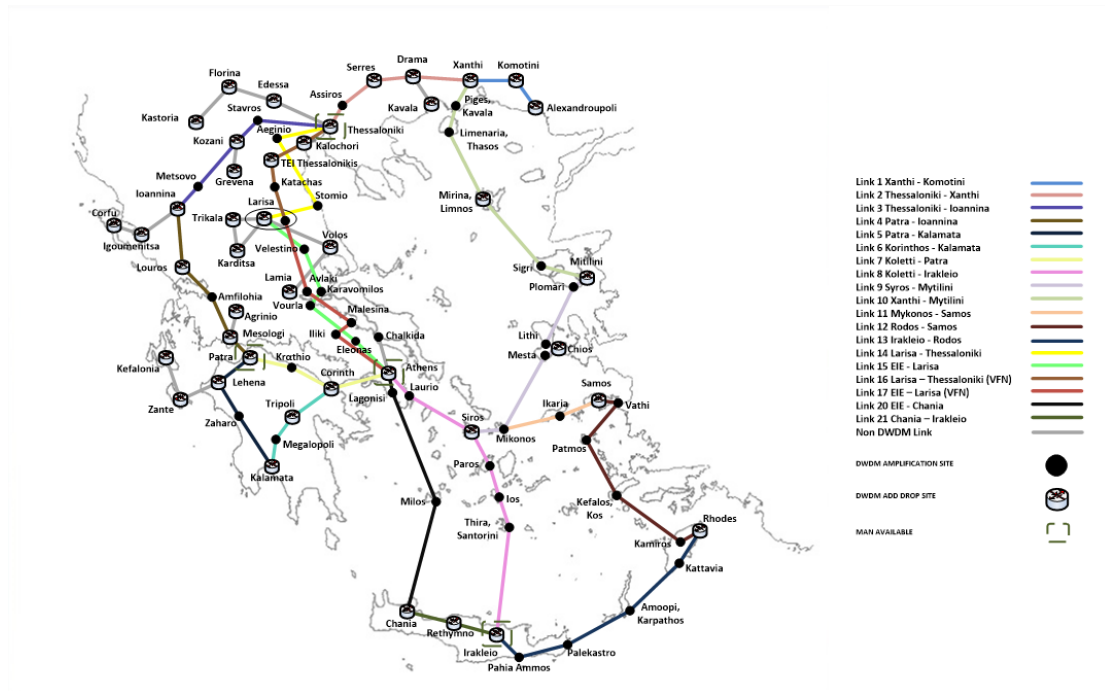 Florina
Edessa
Serres
Drama
Xanthi
Komotini
Stavros
Assiros
Kavala
Piges,
Kavala
Alexandroupoli
Kastoria
Aeginio
Thessaloniki
Kozani
Kalochori
Limenaria,
Thasos
TEI Thessalonikis
Metsovo
Grevena
Katachas
Ioannina
Larisa
Stomio
Mirina,
Limnos
Corfu
Trikala
Igoumenitsa
Volos
Karditsa
Velestino
Louros
Sigri
Mitilini
Lamia
Avlaki
Karavomilos
Plomari
Amfilohia
Vourla
Malesina
Agrinio
Iliki
Chalkida
Mesologi
Eleonas
Lithi
Patra
Krathio
Mesta
Chios
Kefalonia
Athens
Lehena
Corinth
Lagonisi
Laurio
Samos
Zante
Tripoli
Ikaria
Vathi
Zaharo
Siros
Mikonos
Megalopoli
Patmos
Kalamata
Paros
Milos
Ios
Kefalos,
Kos
Thira,
Santorini
Rhodes
Kamiros
Kattavia
Chania
Rethymno
Amoopi,
Karpathos
Irakleio
Palekastro
Pahia Ammos
Link 1 Xanthi - Komotini
Link 2 Thessaloniki - Xanthi
Link 3 Thessaloniki - Ioannina
Link 4 Patra - Ioannina
Link 5 Patra - Kalamata
Link 6 Korinthos - Kalamata
Link 7 Koletti - Patra
Link 8 Koletti - Irakleio
Link 9 Syros - Mytilini
Link 10 Xanthi - Mytilini
Link 11 Mykonos - Samos
Link 12 Rodos - Samos
Link 13 Irakleio - Rodos
Link 14 Larisa - Thessaloniki
Link 15 EIE - Larisa
Link 16 Larisa – Thessaloniki (VFN)
Link 17 EIE – Larisa (VFN)
Link 20 EIE - Chania
Link 21 Chania – Irakleio
Non DWDM Link
DWDM AMPLIFICATION SITE
DWDM ADD DROP SITE
MAN AVAILABLE